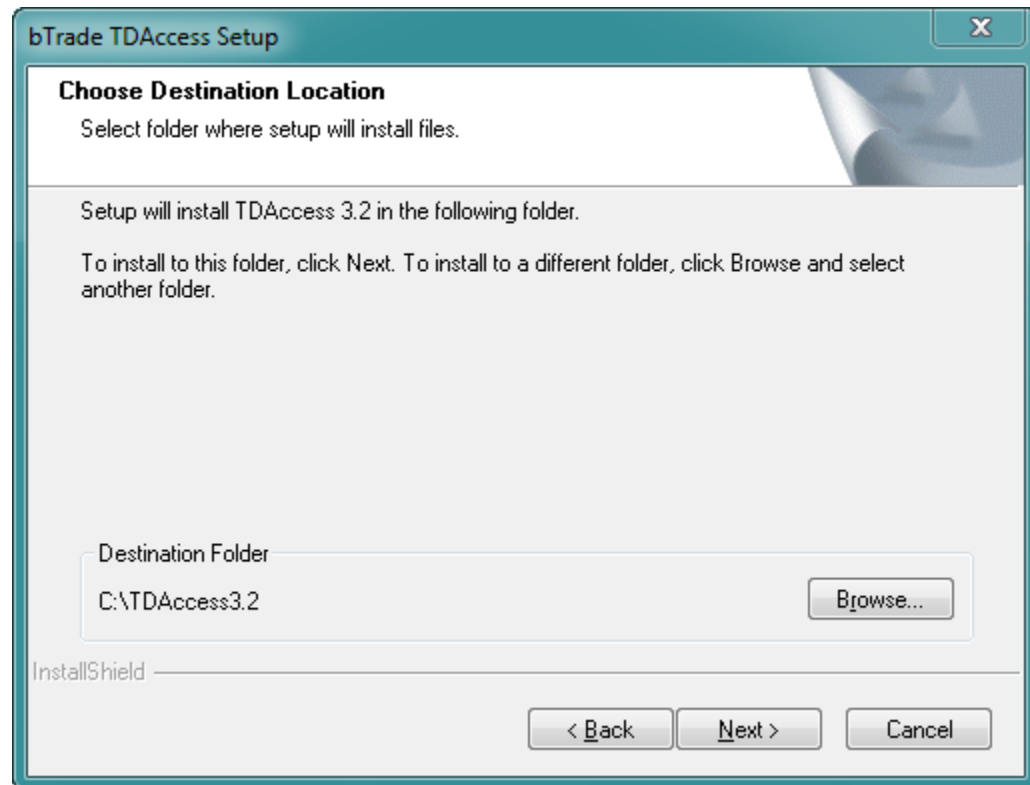 bTrade TDAccess Setup
Choose Destination Location
Select folder where setup will install files.
Setup will install TDAccess 3.2 in the following folder.
To install to this folder, click Next. To install to a different folder, click Browse and select
another folder.
Destination Folder
C:\TDAccess3.2
Browse...
InstallShield
< Back
Next >
Cancel